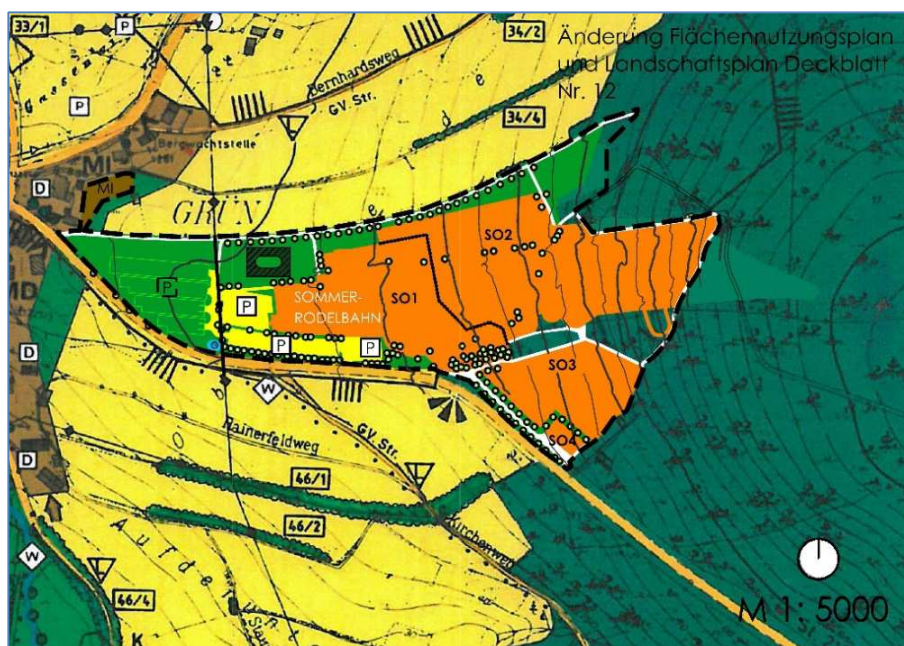 33/1
P
34/2
Änderung Flächennutzungsplan
und Landschaftsplan Deckblatt
Nr. 12
Bernhardsweg
GV Str.
34/4
P
Bergwachtstelle
MI
D
MI
GRÜN
SO2
P
P
SOMMER-
RODELBAHN
SO1
MD
P
P
SO3
D
W
SO4
Rainerfeldweg
GV Str.
D
46/1
46/2
Kirchenweg
W
46/4
K
M 1: 5000